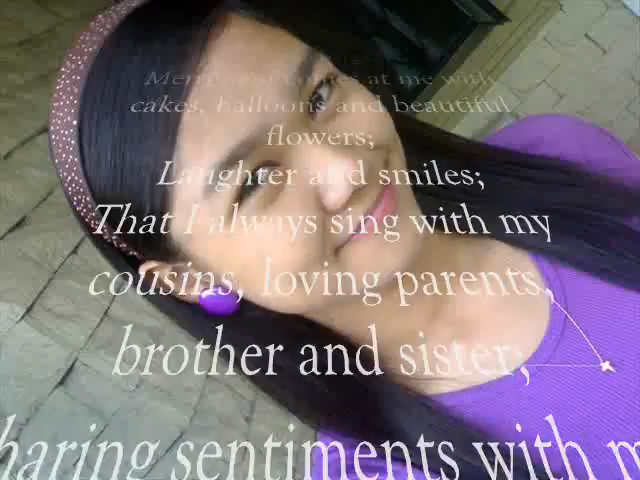 at me with
cakes, balloons and beautiful
flowers;
Laughter and smiles;
That I always sing with my
cousins, loving parents,
brother and sister;
haring sentiments with m